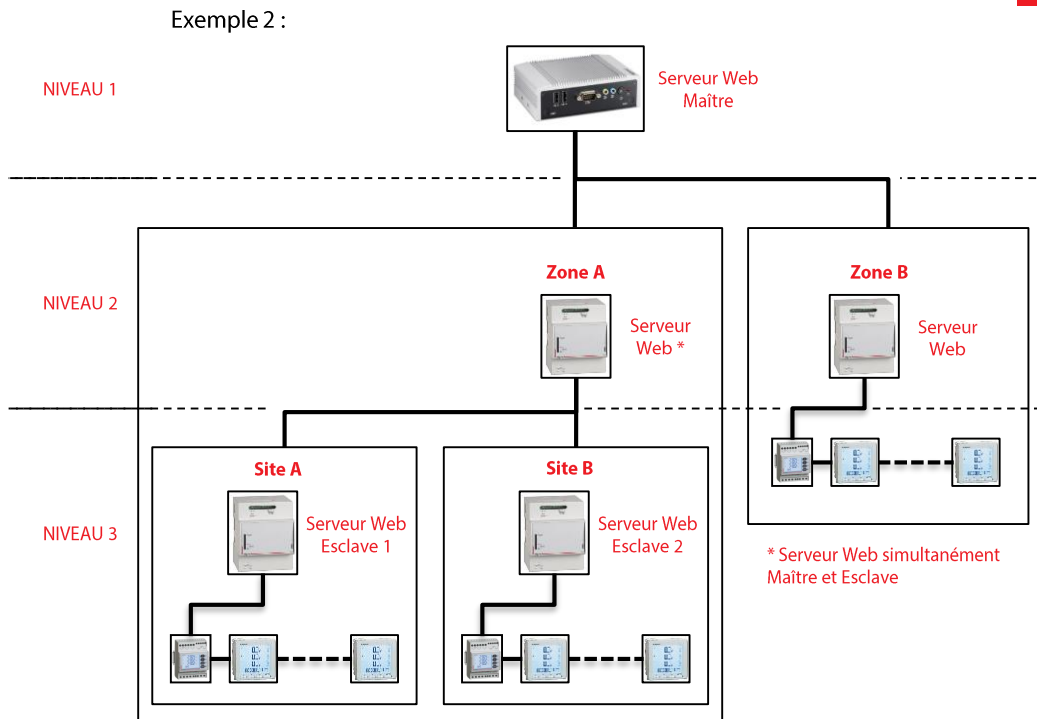 Exemple 2 :
NIVEAU 1
Serveur Web
Maître
NIVEAU 2
Zone A
Serveur
Web *
Zone B
Serveur
Web
NIVEAU 3
Site A
Serveur Web
Esclave 1
Site B
Serveur Web
Esclave 2
* Serveur Web simultanément
Maître et Esclave